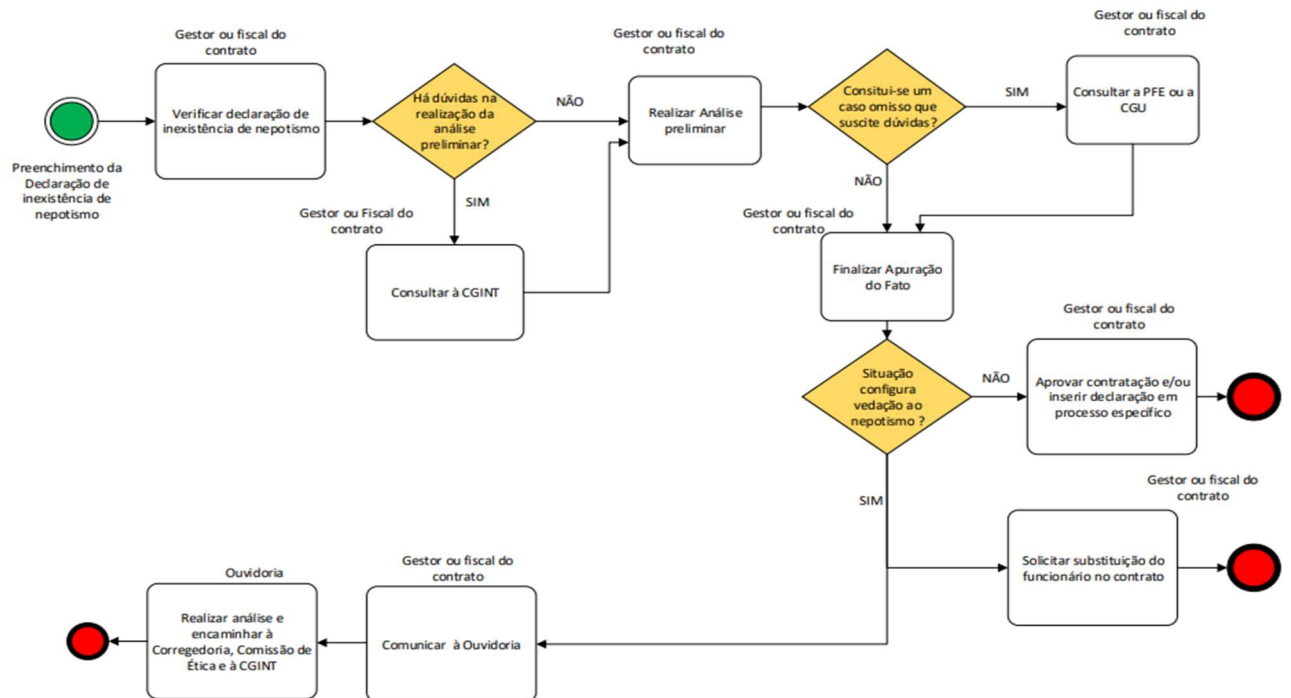 Gestor ou fiscal do
contrato
Verificar declaração de
inexistência de nepotismo
Preenchimento da
Declaração de
inexistência de
nepotismo
Há dúvidas na
realização da
análise
preliminar?
NÃO
SIM
Gestor ou Fiscal do
contrato
Consultar à CGINT
Gestor ou fiscal do
contrato
Realizar Análise
preliminar
Consitui-se um
caso omisso que
suscite dúvidas?
SIM
NÃO
Gestor ou fiscal do
contrato
Consultar a PFE ou a
CGU
Gestor ou fiscal do
contrato
Finalizar Apuração
do Fato
Situação
configura
vedação ao
nepotismo ?
NÃO
SIM
Gestor ou fiscal do
contrato
Aprovar contratação e/ou
inserir declaração em
processo específico
Gestor ou fiscal do
contrato
Solicitar substituição do
funcionário no contrato
Gestor ou fiscal do
contrato
Comunicar à Ouvidoria
Ouvidoria
Realizar análise e
encaminhar à
Corregedoria, Comissão de
Ética e à CGINT